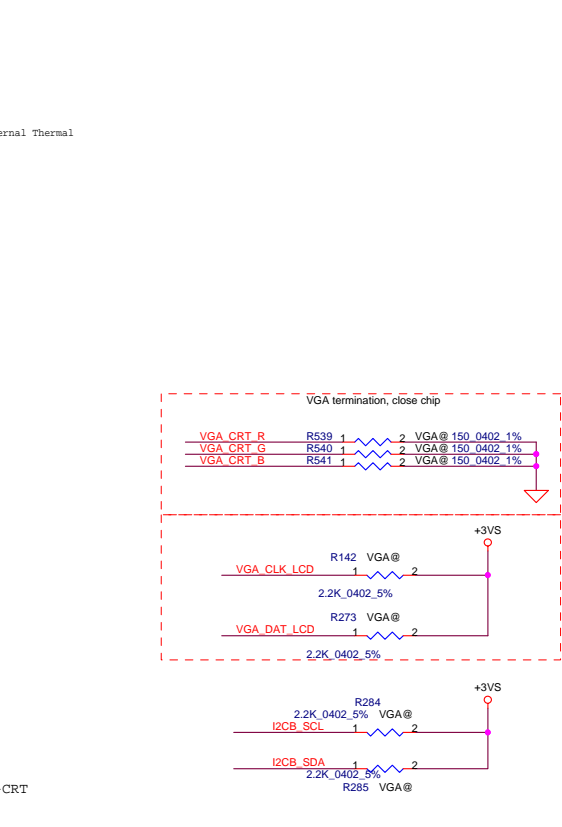 ernal Thermal
VGA termination, close chip
VGA_CRT_R R539 1 2 VGA@ 150_0402_1%
VGA_CRT_G R540 1 2 VGA@ 150_0402_1%
VGA_CRT_B R541 1 2 VGA@ 150_0402_1%
+3VS
R142 VGA@
VGA_CLK_LCD 1 2
2.2K_0402_5%
R273 VGA@
VGA_DAT_LCD 1 2
2.2K_0402_5%
+3VS
R284
2.2K_0402_5% VGA@
I2CB_SCL 1 2
I2CB_SDA 1 2
2.2K_0402_5%
R285 VGA@
CRT